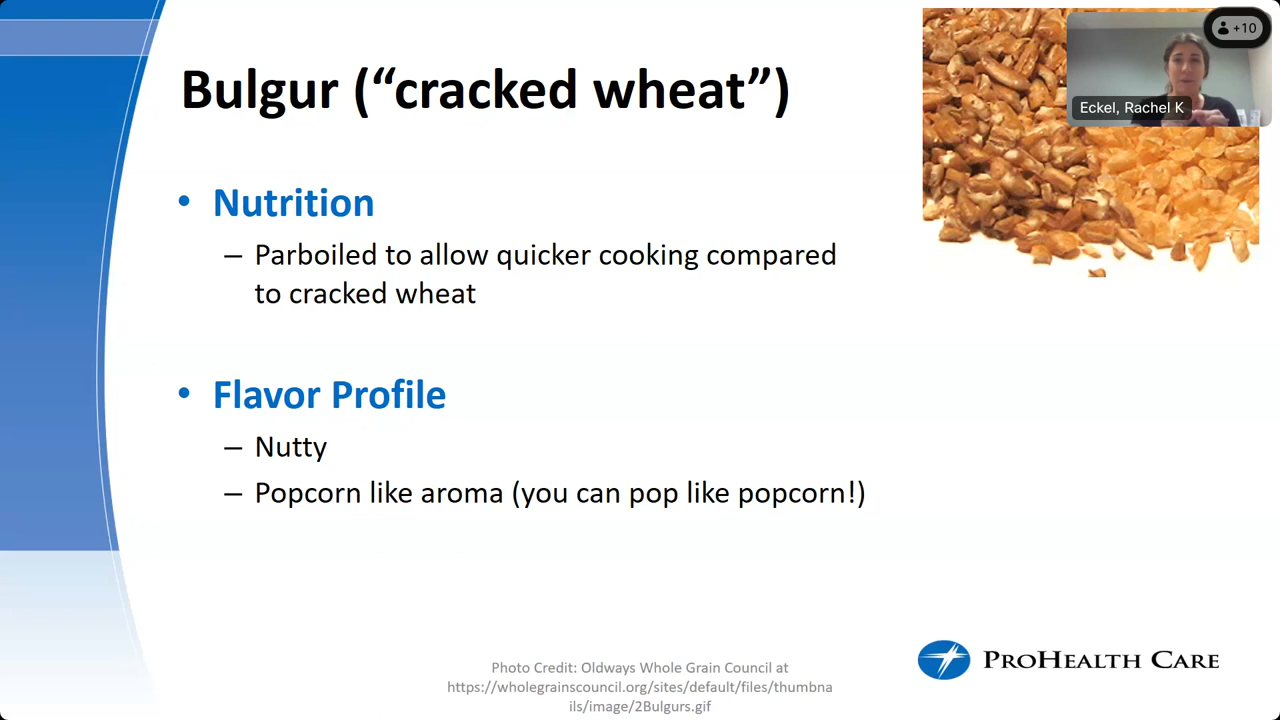 Bulgur (“cracked wheat”)
+10
Eckel, Rachel K
• Nutrition
– Parboiled to allow quicker cooking compared
to cracked wheat
• Flavor Profile
– Nutty
– Popcorn like aroma (you can pop like popcorn!)
Photo Credit: Oldways Whole Grain Council at
https://wholegrainscouncil.org/sites/default/files/thumbna
ils/image/2Bulgurs.gif
PROHEALTH CARE